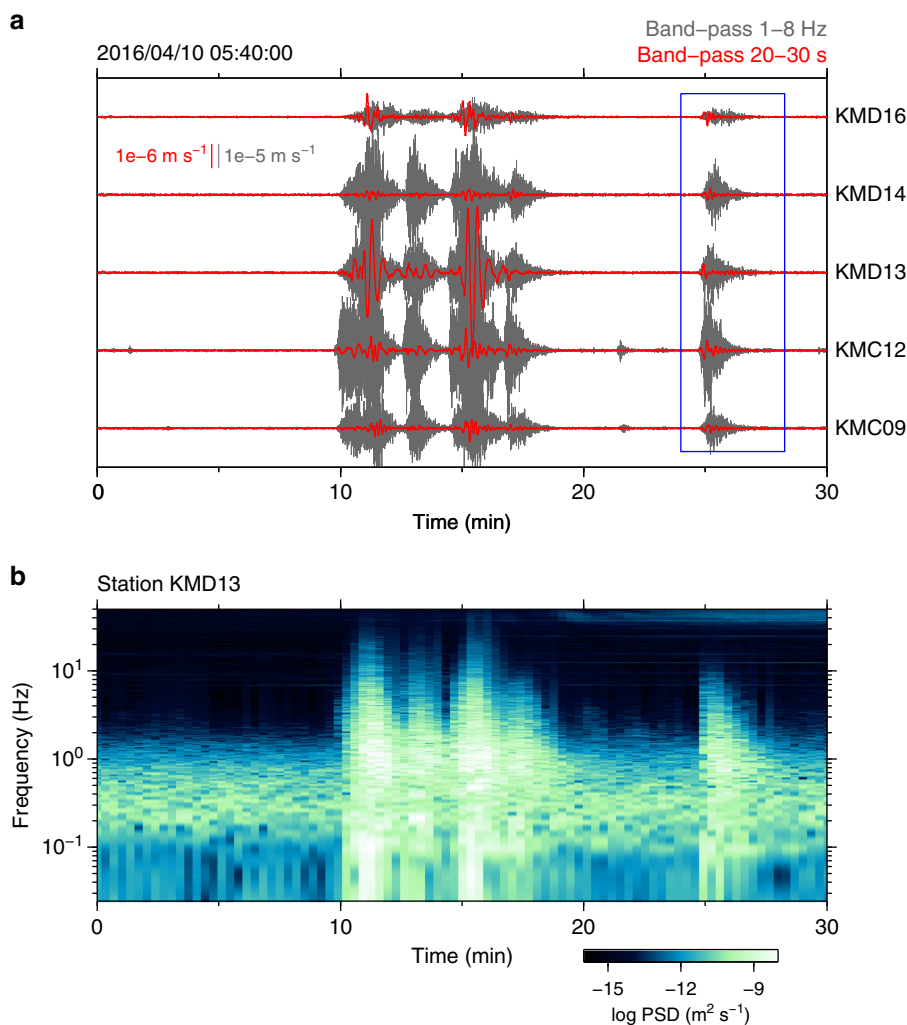 a
Band−pass 1−8 Hz
2016/04/10 05:40:00
Band−pass 20−30 s
KMD16
1e−6 m s⁻¹ 1e−5 m s⁻¹
KMD14
KMD13
KMC12
KMC09
0 10 20 30
Time (min)
b
Station KMD13
Frequency (Hz)
10¹
10⁰
10⁻¹
0 10 20 30
Time (min)
−15 −12 −9
log PSD (m² s⁻¹)